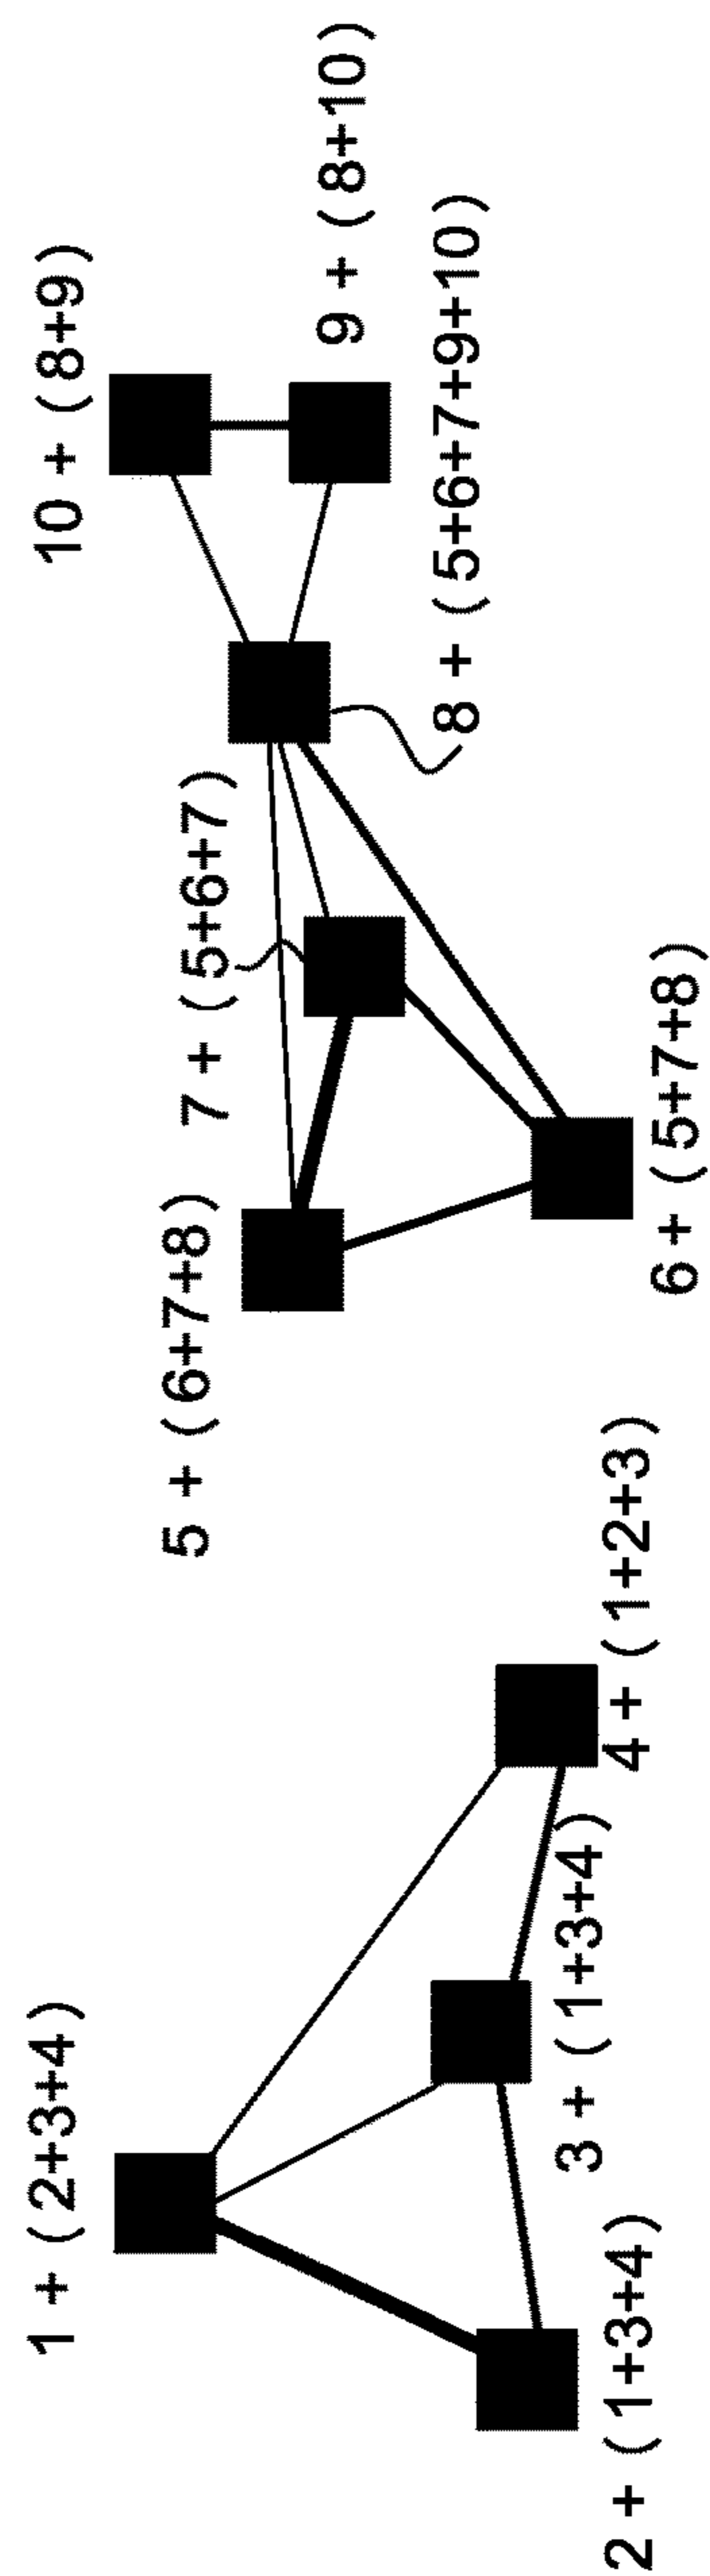 1 + (2+3+4)
2 + (1+3+4)
3 + (1+3+4)
4 + (1+2+3)
5 + (6+7+8)
7 + (5+6+7)
6 + (5+7+8)
10 + (8+9)
9 + (8+10)
8 + (5+6+7+9+10)